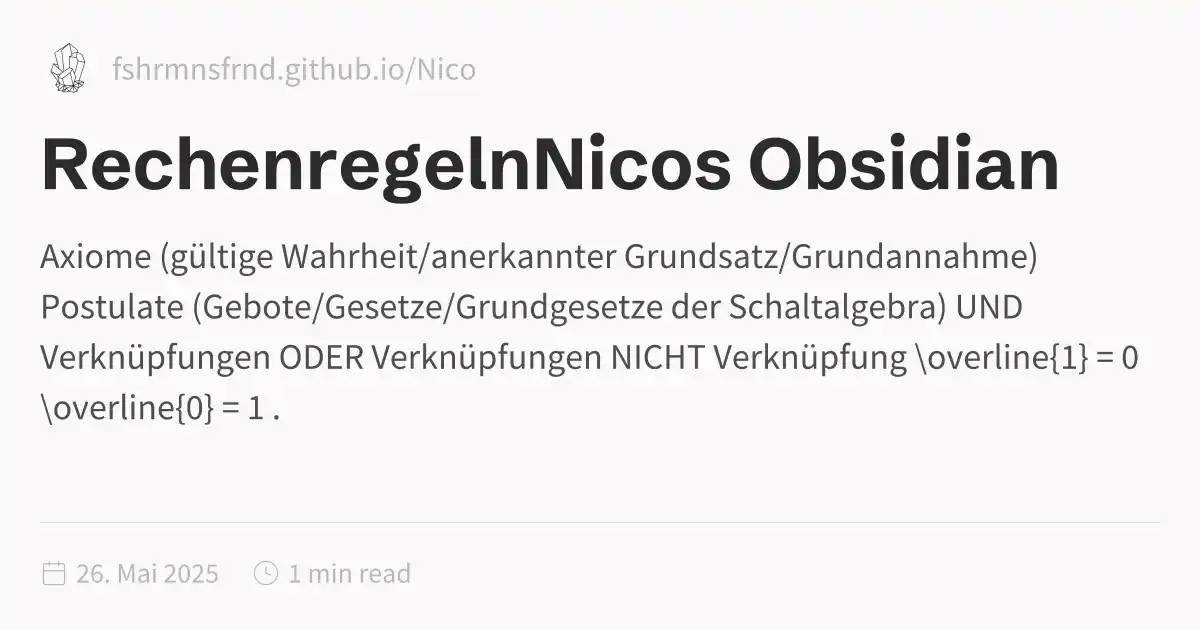 fshrmnsfrnd.github.io/Nico
RechenregelnNicos Obsidian
Axiome (gültige Wahrheit/anerkannter Grundsatz/Grundannahme)
Postulate (Gebote/Gesetze/Grundgesetze der Schaltalgebra) UND
Verknüpfungen ODER Verknüpfungen NICHT Verknüpfung \overline{1} = 0
\overline{0} = 1 .
26. Mai 2025 1 min read